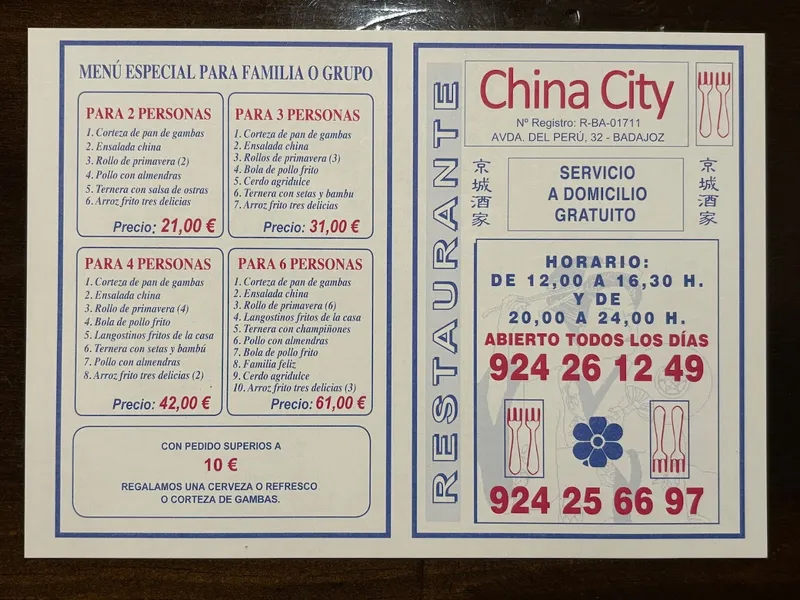 MENÚ ESPECIAL PARA FAMILIA O GRUPO
PARA 2 PERSONAS
1. Corteza de pan de gambas
2. Ensalada china
3. Rollo de primavera (2)
4. Pollo con almendras
5. Ternera con salsa de ostras
6. Arroz frito tres delicias
Precio: 21,00 €
PARA 3 PERSONAS
1. Corteza de pan de gambas
2. Ensalada china
3. Rollos de primavera (3)
4. Bola de pollo frito
5. Cerdo agridulce
6. Ternera con setas y bambu
7. Arroz frito tres delicias
Precio: 31,00 €
PARA 4 PERSONAS
1. Corteza de pan de gambas
2. Ensalada china
3. Rollo de primavera (4)
4. Bola de pollo frito
5. Langostinos fritos de la casa
6. Ternera con setas y bambú
7. Pollo con almendras
8. Arroz frito tres delicias (2)
Precio: 42,00 €
PARA 6 PERSONAS
1. Corteza de pan de gambas
2. Ensalada china
3. Rollo de primavera (6)
4. Langostinos fritos de la casa
5. Ternera con champiñones
6. Pollo con almendras
7. Bola de pollo frito
8. Familia feliz
9. Cerdo agridulce
10. Arroz frito tres delicias (3)
Precio: 61,00 €
CON PEDIDO SUPERIOS A
10 €
REGALAMOS UNA CERVEZA O REFRESCO
O CORTEZA DE GAMBAS.
RESTAURANTE
China City
Nº Registro: R-BA-01711
AVDA. DEL PERÚ, 32 - BADAJOZ
京城酒家
SERVICIO
A DOMICILIO
GRATUITO
京城酒家
HORARIO:
DE 12,00 A 16,30 H.
Y DE
20,00 A 24,00 H.
ABIERTO TODOS LOS DÍAS
924 26 12 49
924 25 66 97